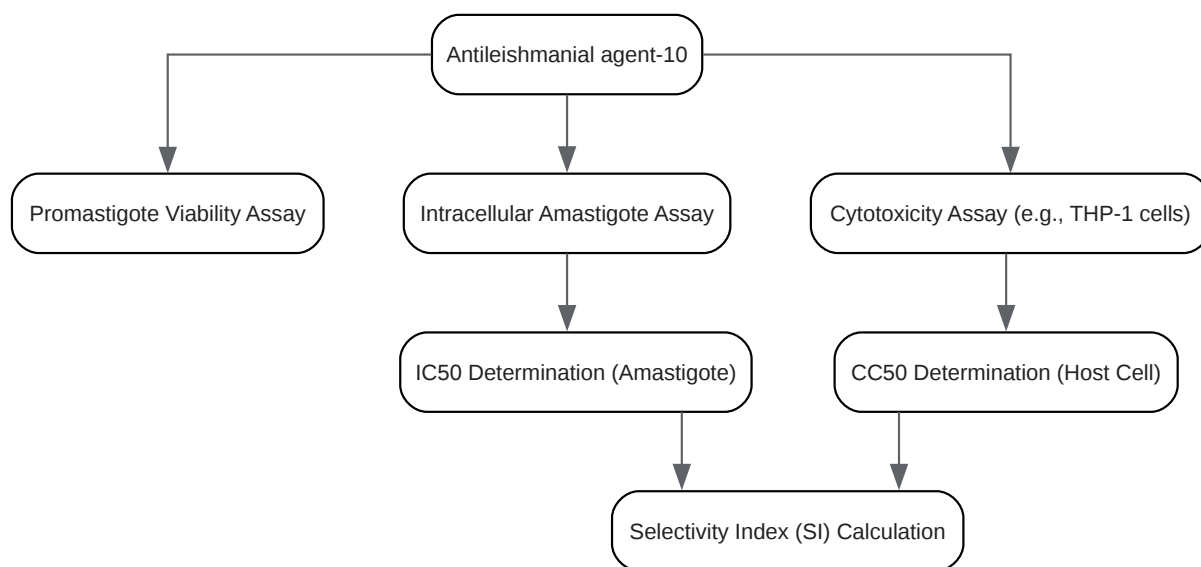 Antileishmanial agent-10
Promastigote Viability Assay
Intracellular Amastigote Assay
Cytotoxicity Assay (e.g., THP-1 cells)
IC50 Determination (Amastigote)
CC50 Determination (Host Cell)
Selectivity Index (SI) Calculation